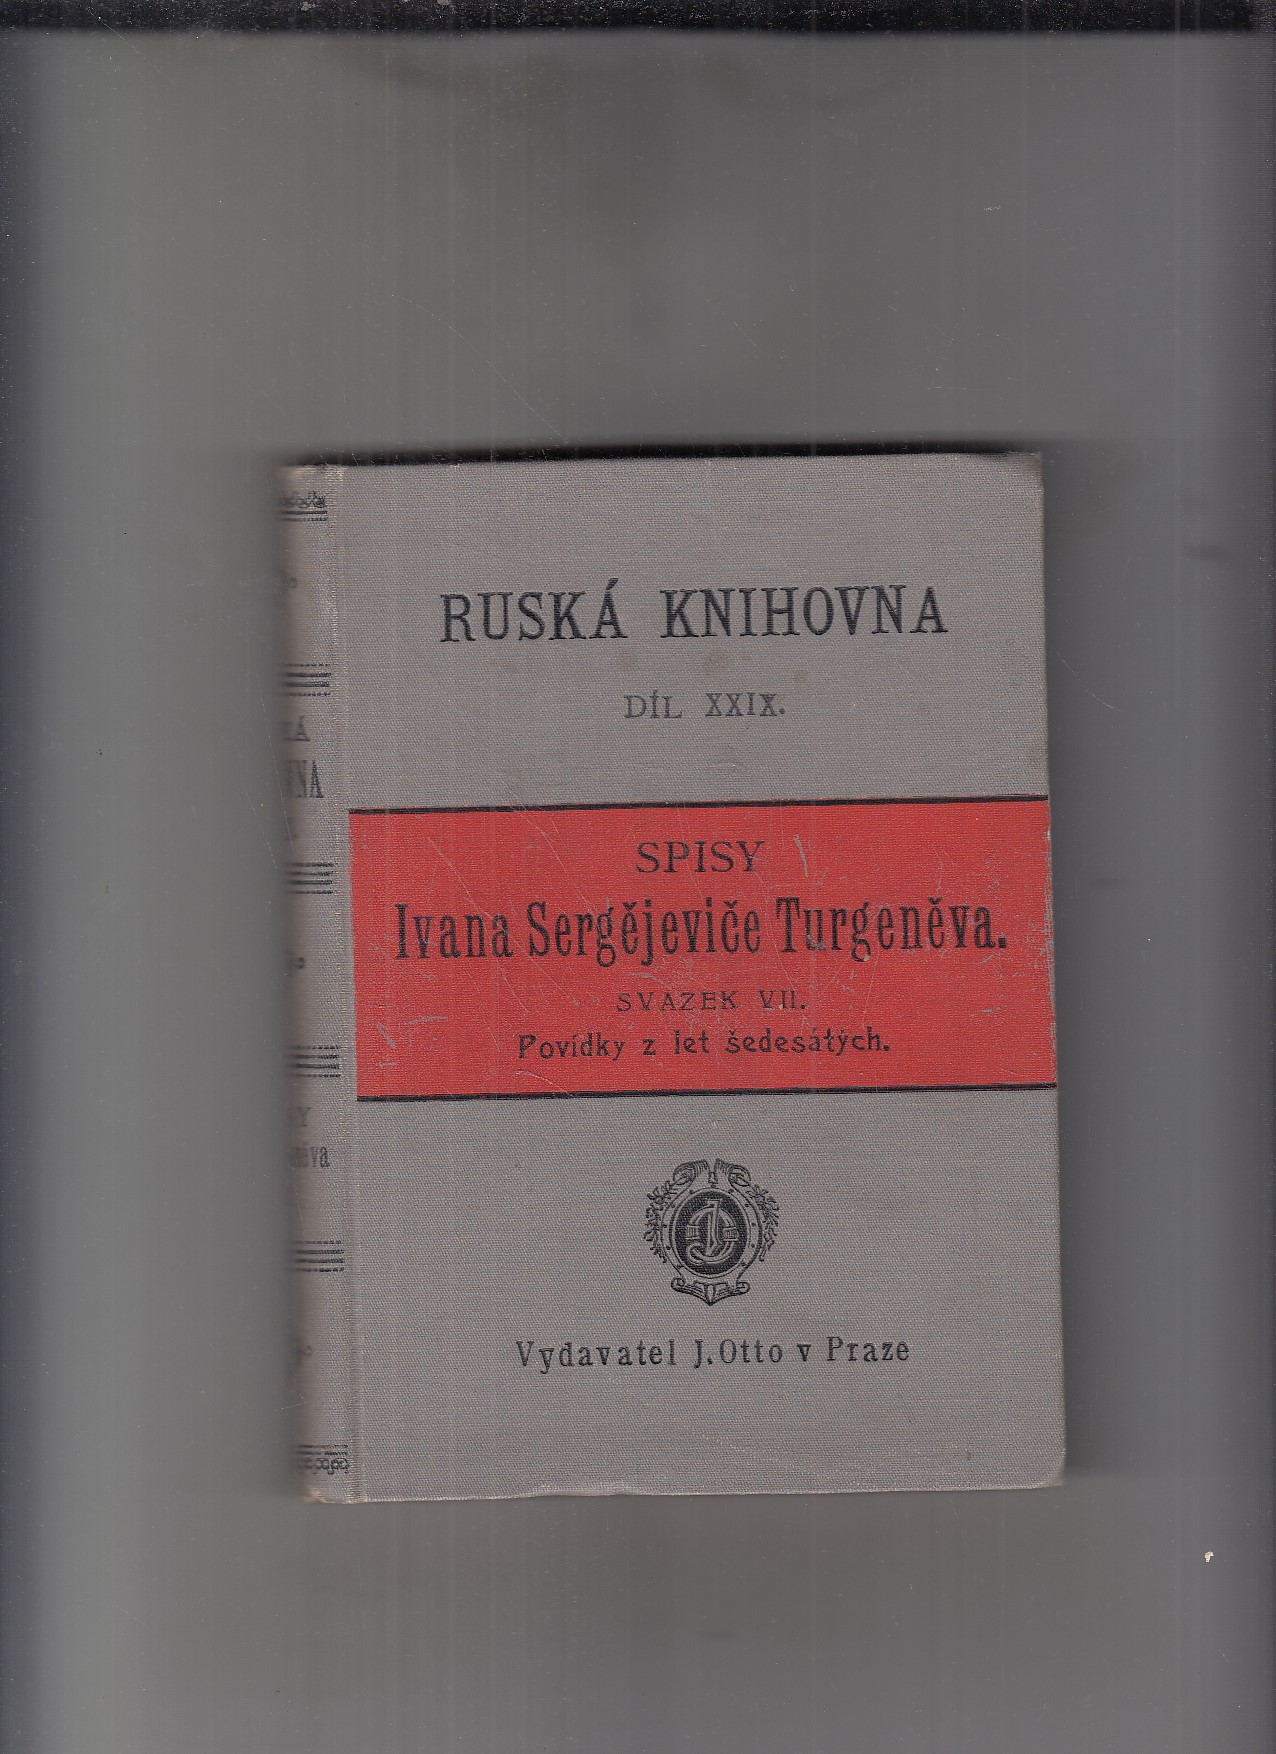 RUSKÁ KNIHOVNA
DÍL XXIX.
SPISY
Ivana Sergějeviče Turgeněva.
SVAZEK VII.
Povídky z let šedesátých.
Vydavatel J. Otto v Praze